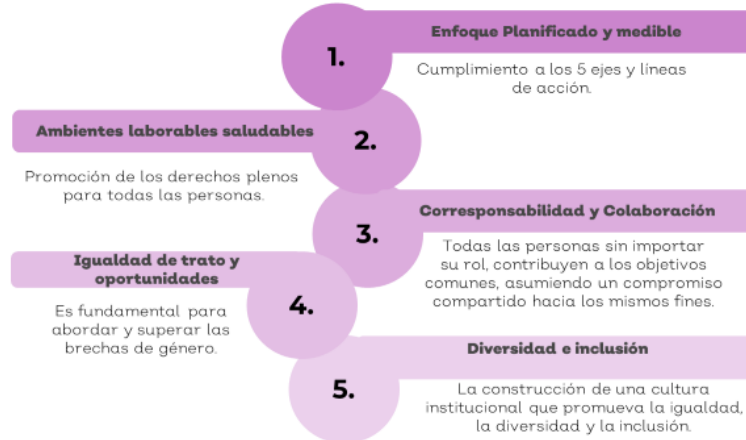 1.
Enfoque Planificado y medible
Cumplimiento a los 5 ejes y líneas
de acción.
Ambientes laborables saludables
2.
Promoción de los derechos plenos
para todas las personas.
3.
Corresponsabilidad y Colaboración
Todas las personas sin importar
su rol, contribuyen a los objetivos
comunes, asumiendo un compromiso
compartido hacia los mismos fines.
Igualdad de trato y
oportunidades
4.
Es fundamental para
abordar y superar las
brechas de género.
Diversidad e inclusión
5.
La construcción de una cultura
institucional que promueva la igualdad,
la diversidad y la inclusión.